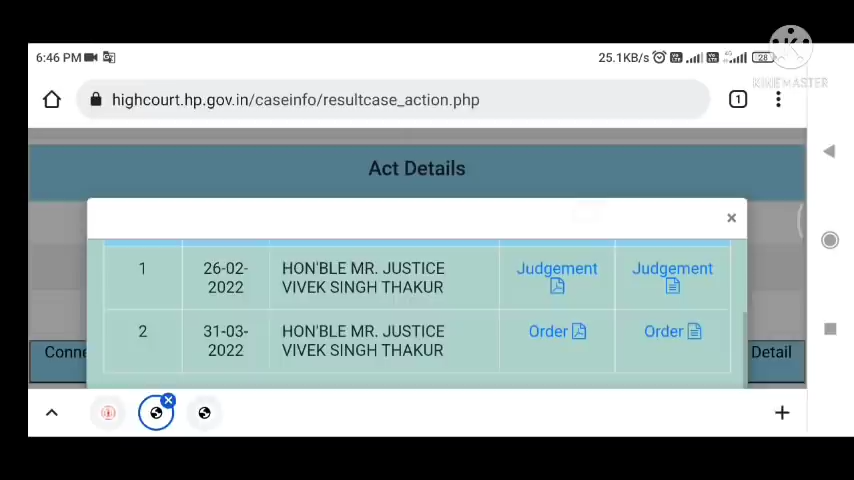 6:46 PM
25.1KB/s
28
KINEMASTER
highcourt.hp.gov.in/caseinfo/resultcase_action.php
1
Act Details
×
1 26-02-2022 HON'BLE MR. JUSTICE VIVEK SINGH THAKUR Judgement Judgement
2 31-03-2022 HON'BLE MR. JUSTICE VIVEK SINGH THAKUR Order Order
Conne
Detail